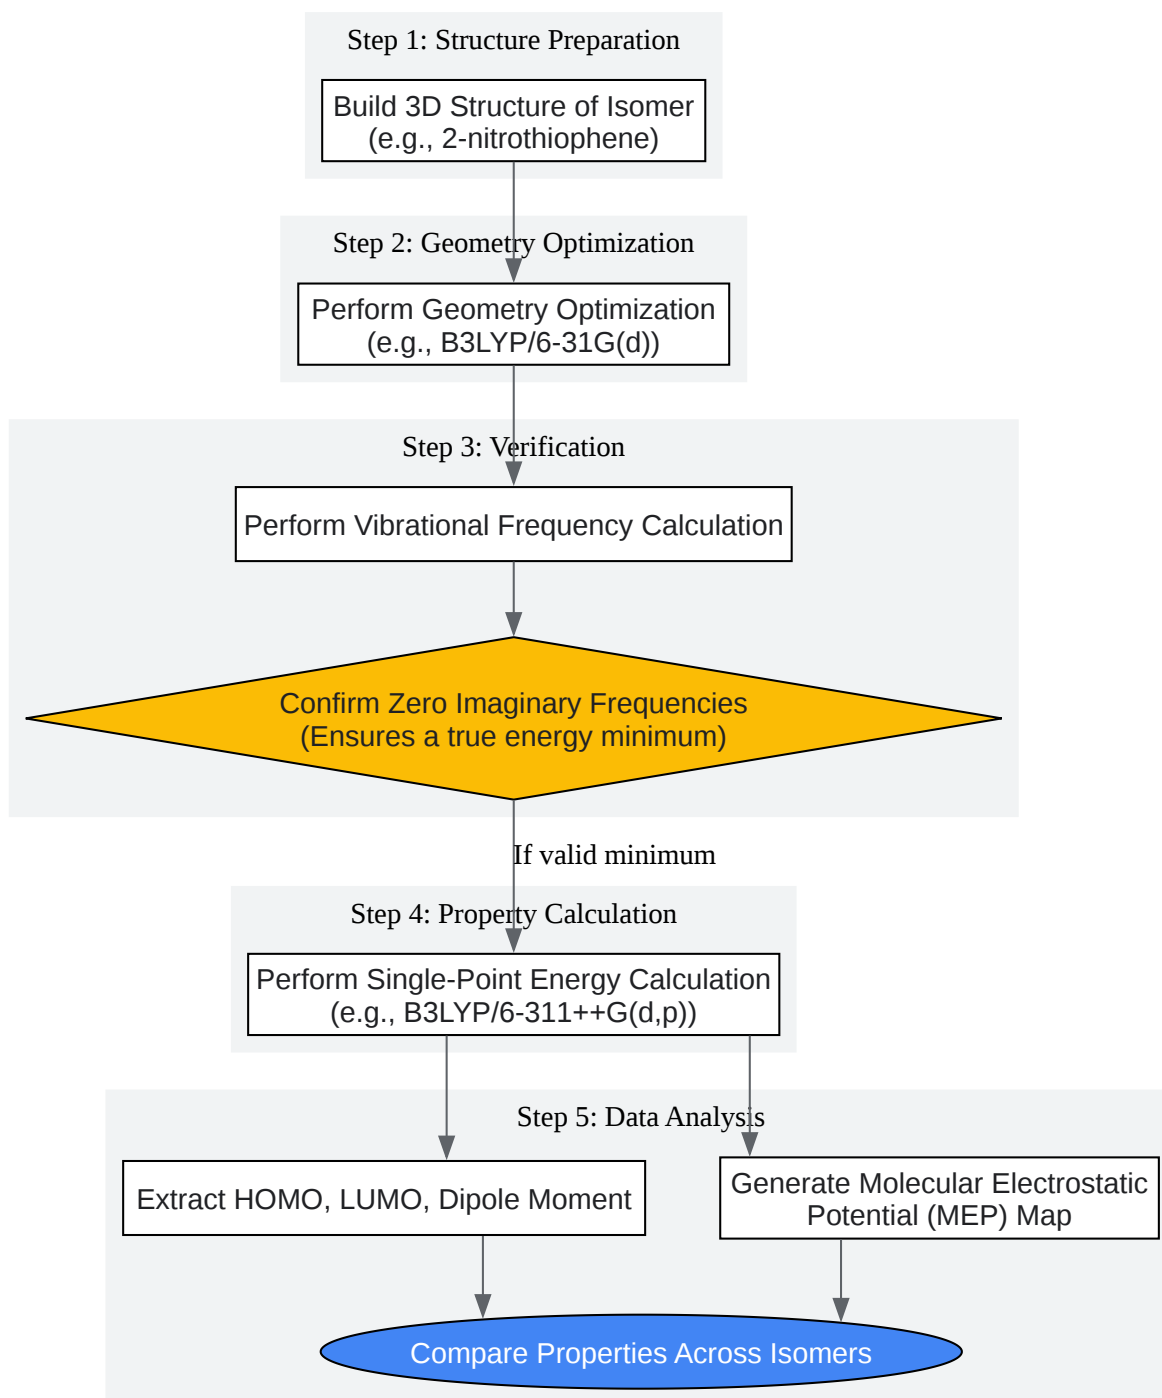 Step 1: Structure Preparation
Build 3D Structure of Isomer
(e.g., 2-nitrothiophene)
Step 2: Geometry Optimization
Perform Geometry Optimization
(e.g., B3LYP/6-31G(d))
Step 3: Verification
Perform Vibrational Frequency Calculation
Confirm Zero Imaginary Frequencies
(Ensures a true energy minimum)
If valid minimum
Step 4: Property Calculation
Perform Single-Point Energy Calculation
(e.g., B3LYP/6-311++G(d,p))
Step 5: Data Analysis
Extract HOMO, LUMO, Dipole Moment
Generate Molecular Electrostatic
Potential (MEP) Map
Compare Properties Across Isomers